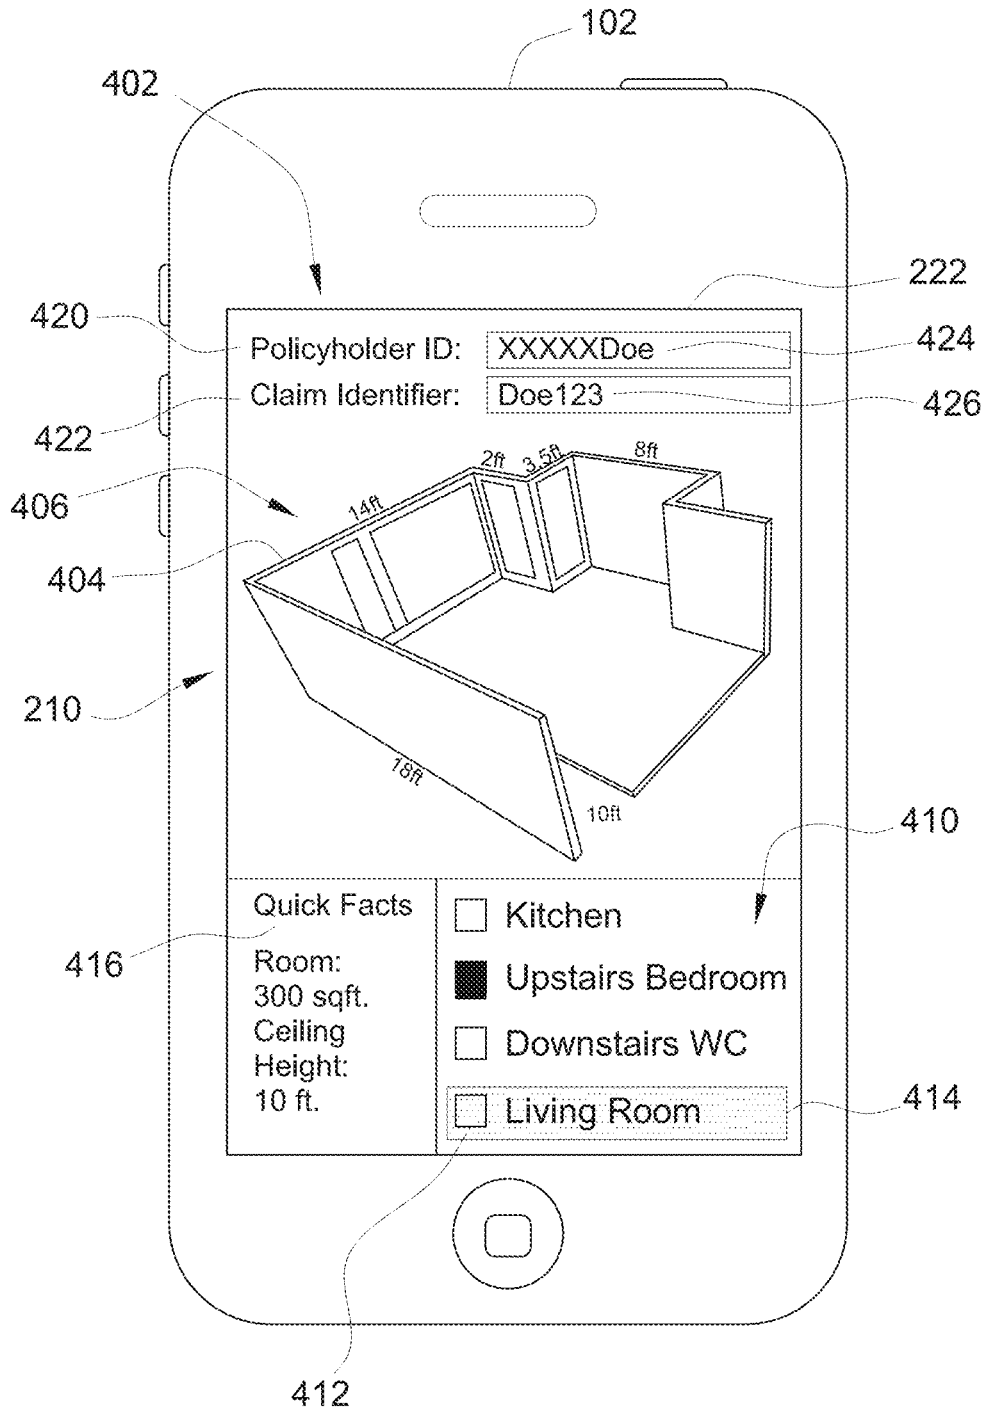 102
402
222
420
Policyholder ID: XXXXXDoe
424
422
Claim Identifier: Doe123
426
406
404
14ft
2ft
3.5ft
8ft
210
18ft
10ft
410
Quick Facts
416
Room:
300 sqft.
Ceiling
Height:
10 ft.
Kitchen
Upstairs Bedroom
Downstairs WC
Living Room
414
412